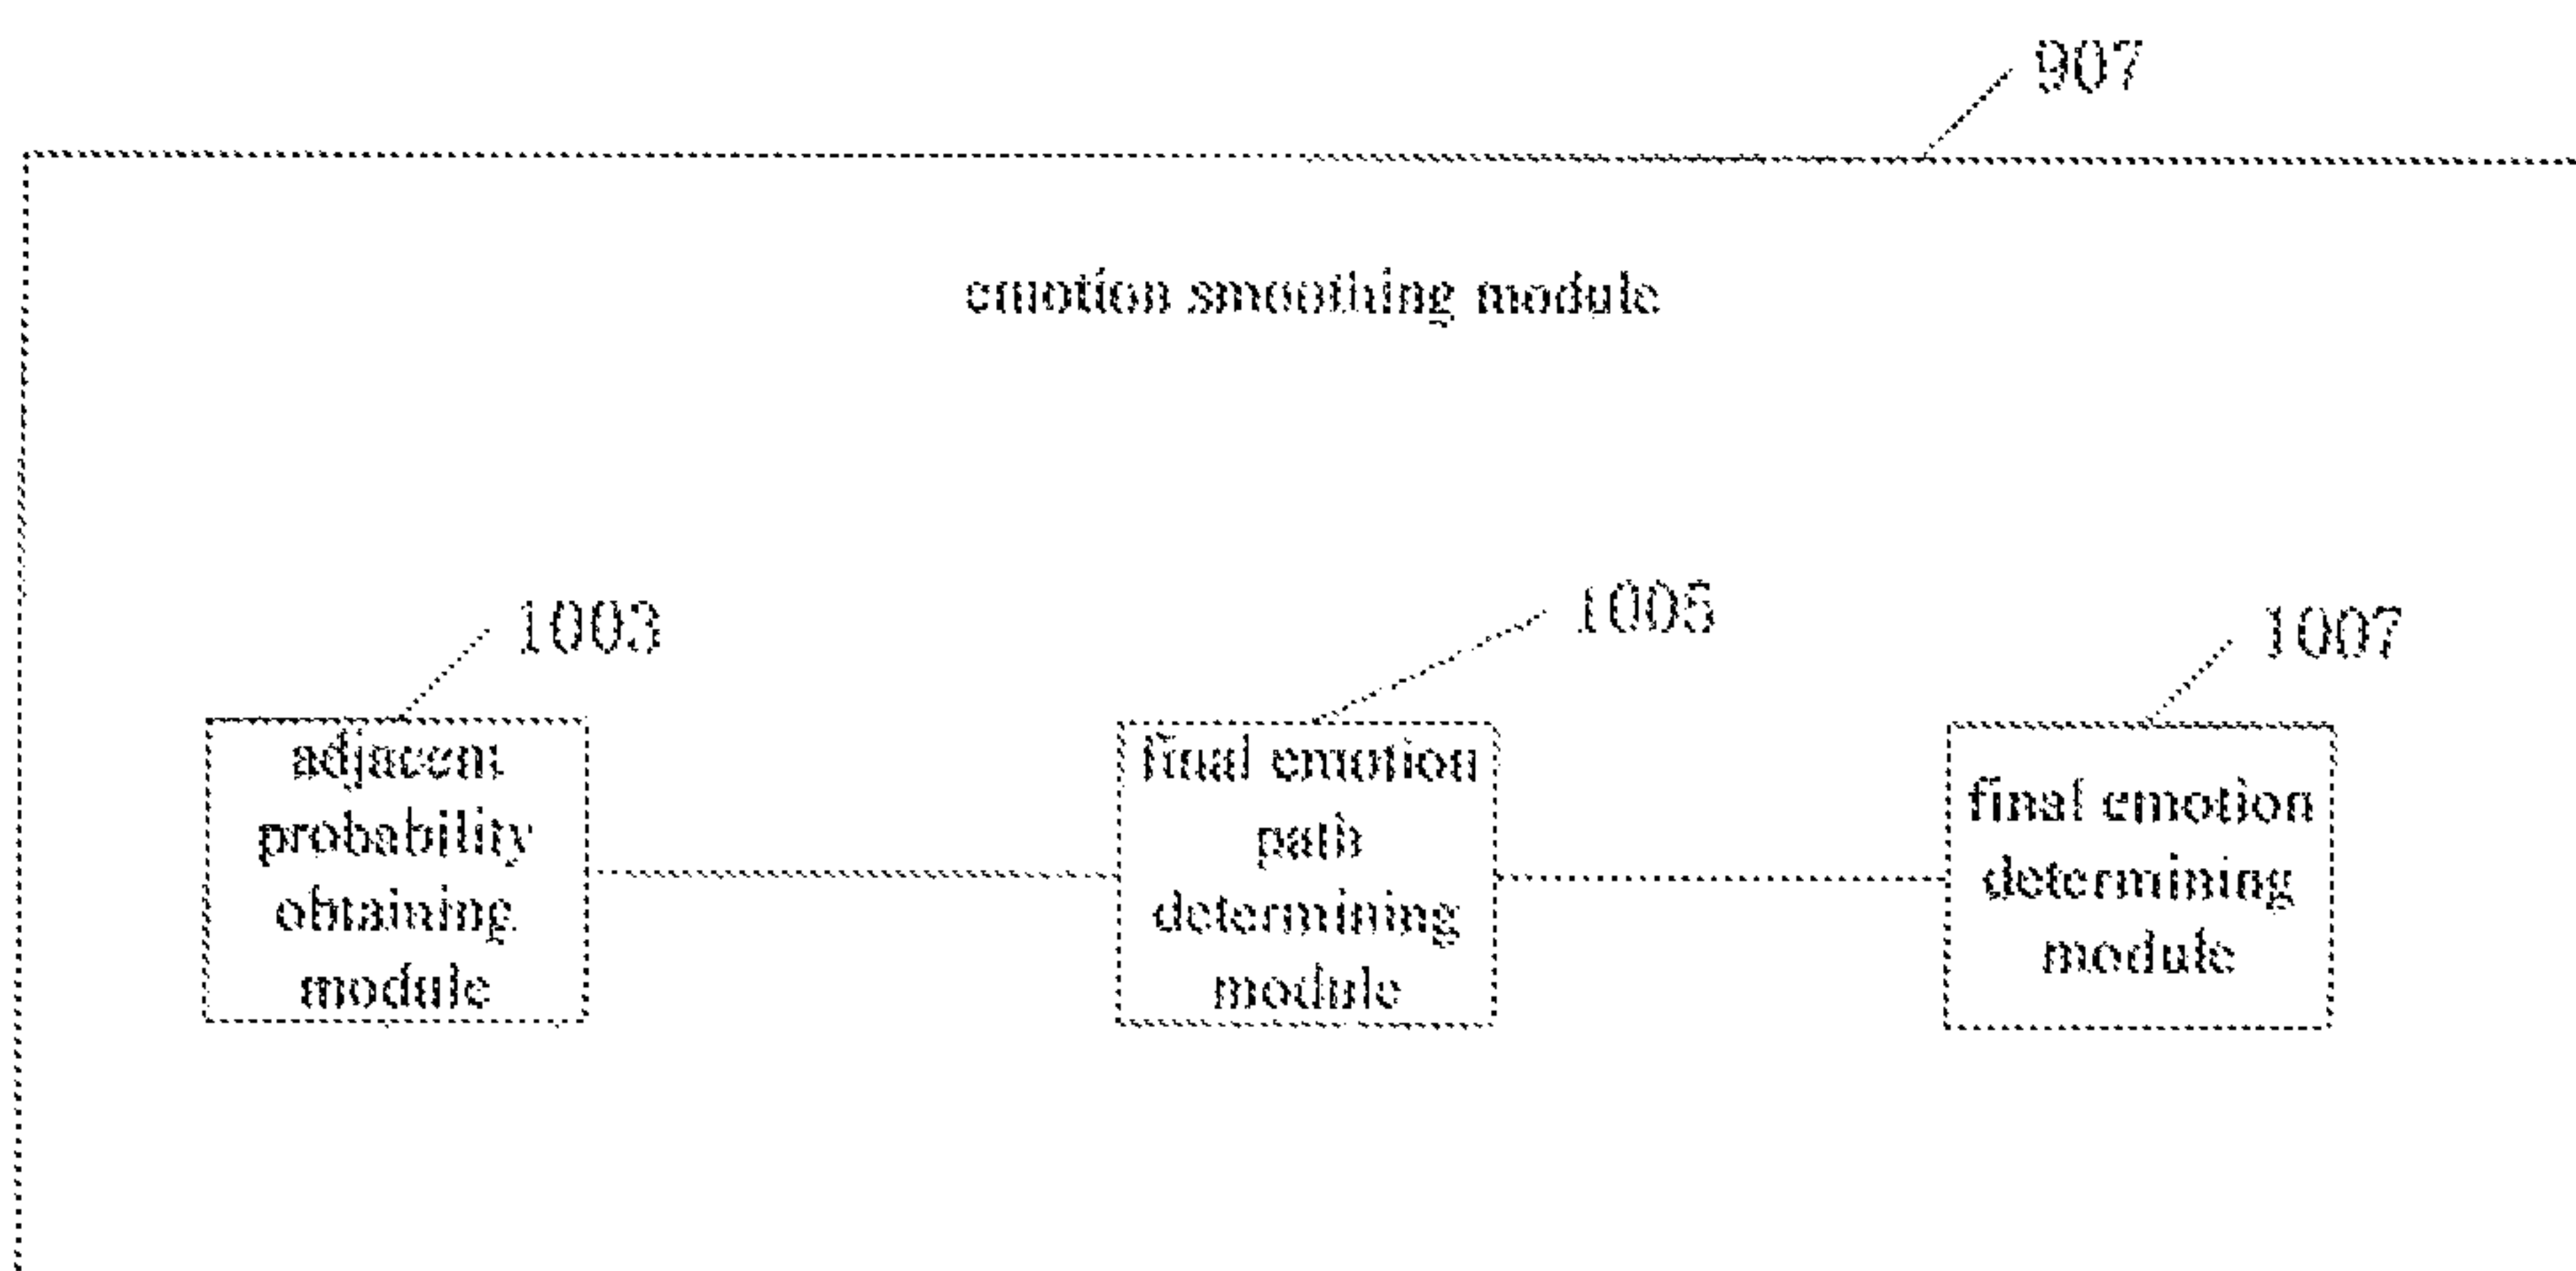 907
emotion smoothing module
1003
1005
1007
adjacent
probability
obtaining
module
final emotion
path
determining
module
final emotion
determining
module